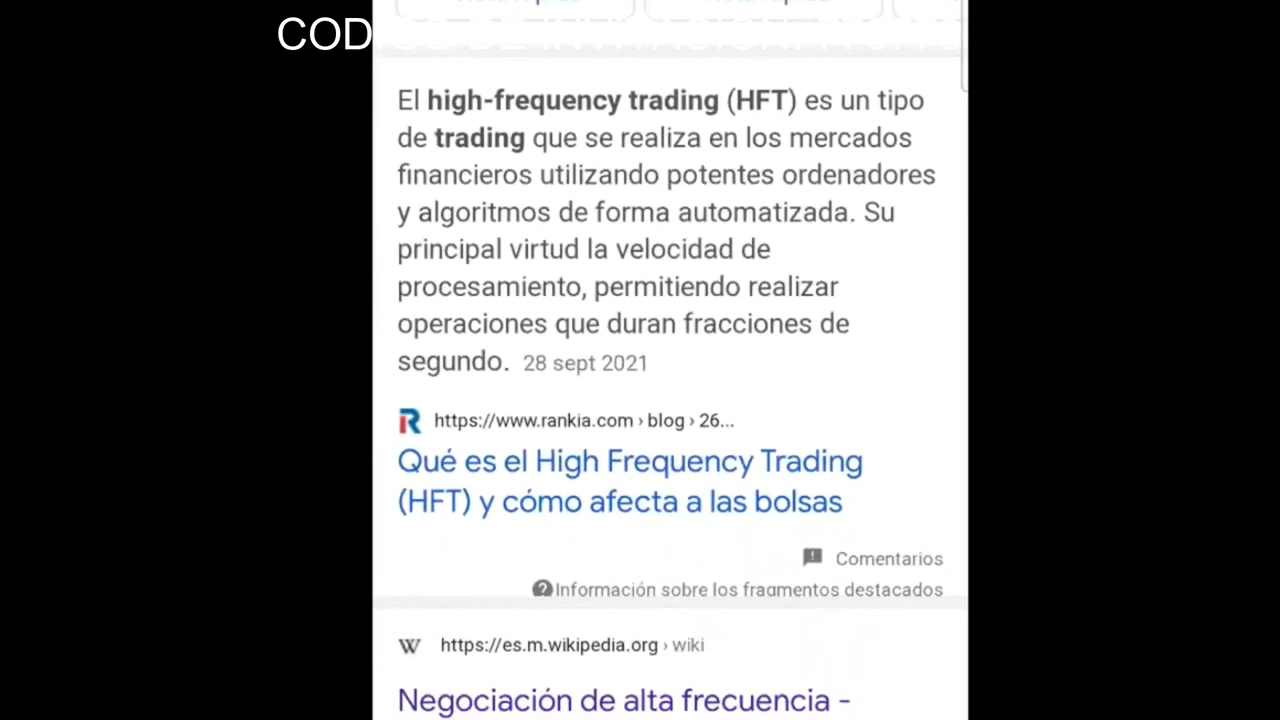 COD
El high-frequency trading (HFT) es un tipo
de trading que se realiza en los mercados
financieros utilizando potentes ordenadores
y algoritmos de forma automatizada. Su
principal virtud la velocidad de
procesamiento, permitiendo realizar
operaciones que duran fracciones de
segundo. 28 sept 2021
https://www.rankia.com › blog › 26...
Qué es el High Frequency Trading
(HFT) y cómo afecta a las bolsas
Comentarios
Información sobre los fragmentos destacados
https://es.m.wikipedia.org › wiki
Negociación de alta frecuencia -